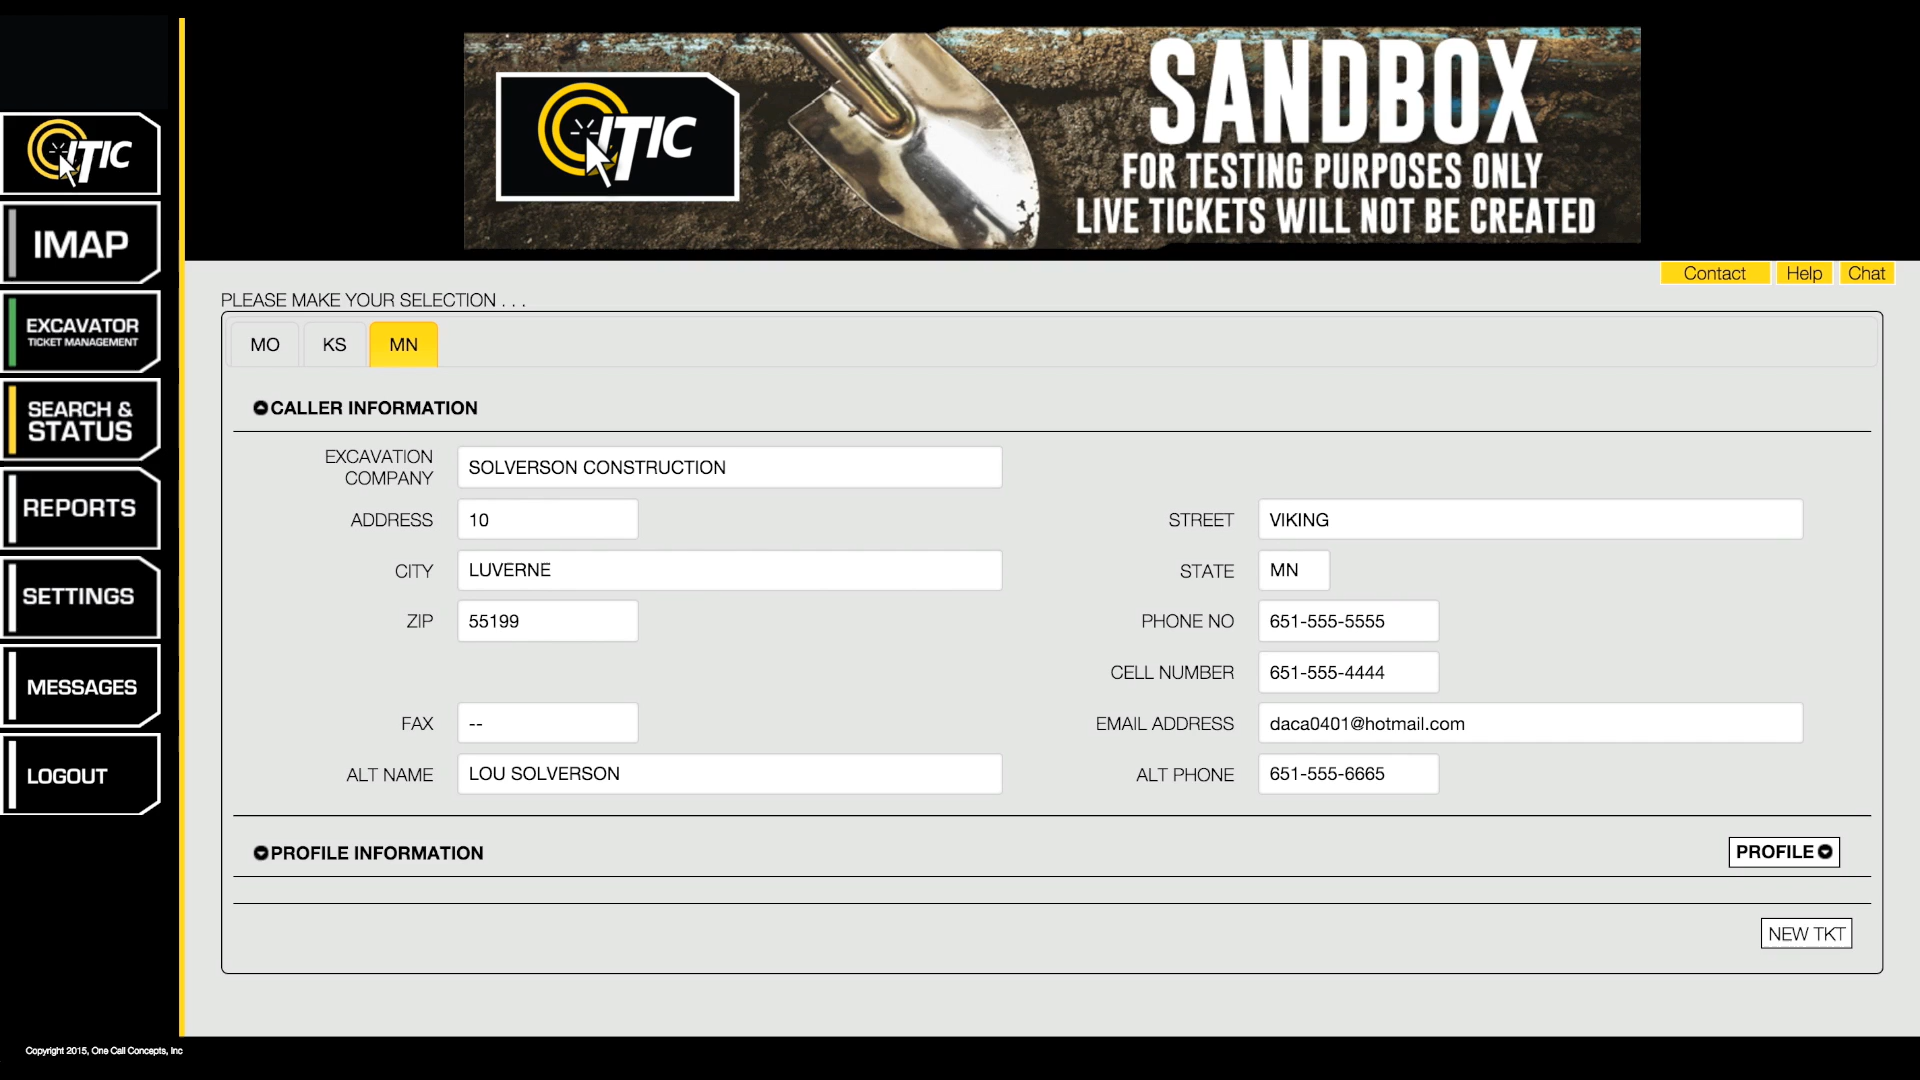 ITIC
SANDBOX
FOR TESTING PURPOSES ONLY
LIVE TICKETS WILL NOT BE CREATED
ITIC
IMAP
EXCAVATOR
TICKET MANAGEMENT
SEARCH &
STATUS
REPORTS
SETTINGS
MESSAGES
LOGOUT
Contact Help Chat
PLEASE MAKE YOUR SELECTION . . .
MO KS MN
CALLER INFORMATION
EXCAVATION
COMPANY
SOLVERSON CONSTRUCTION
ADDRESS 10 STREET VIKING
CITY LUVERNE STATE MN
ZIP 55199 PHONE NO 651-555-5555
CELL NUMBER 651-555-4444
FAX -- EMAIL ADDRESS daca0401@hotmail.com
ALT NAME LOU SOLVERSON ALT PHONE 651-555-6665
PROFILE INFORMATION PROFILE
NEW TKT
Copyright 2015, One Call Concepts, Inc